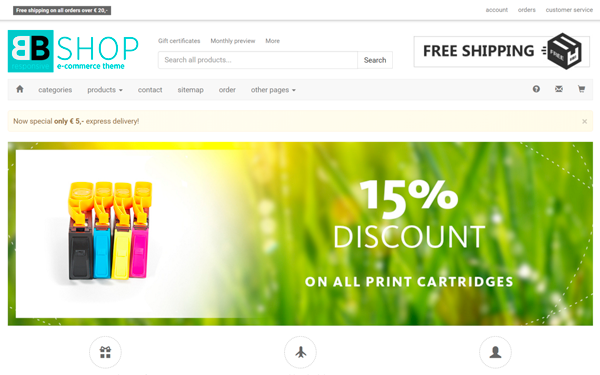 Free shipping on all orders over € 20,-
account orders customer service
BB SHOP
e-commerce theme
Gift certificates Monthly preview More
Search all products... Search
FREE SHIPPING FREE
categories products contact sitemap order other pages
Now special only € 5,- express delivery! ×
15%
DISCOUNT
ON ALL PRINT CARTRIDGES